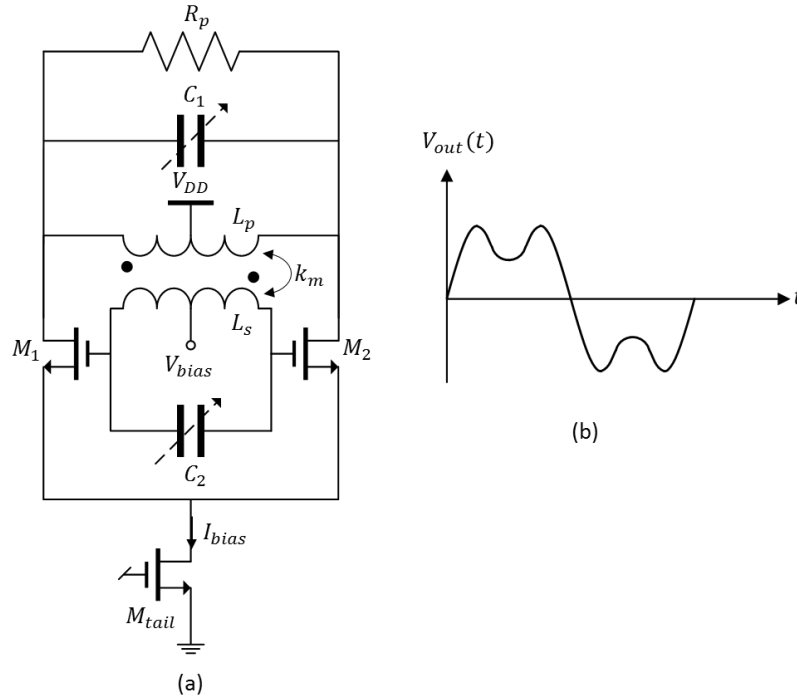 R_p
C_1
V_DD
L_p
k_m
L_s
M_1
M_2
V_bias
C_2
I_bias
M_tail
(a)
V_out(t)
t
(b)